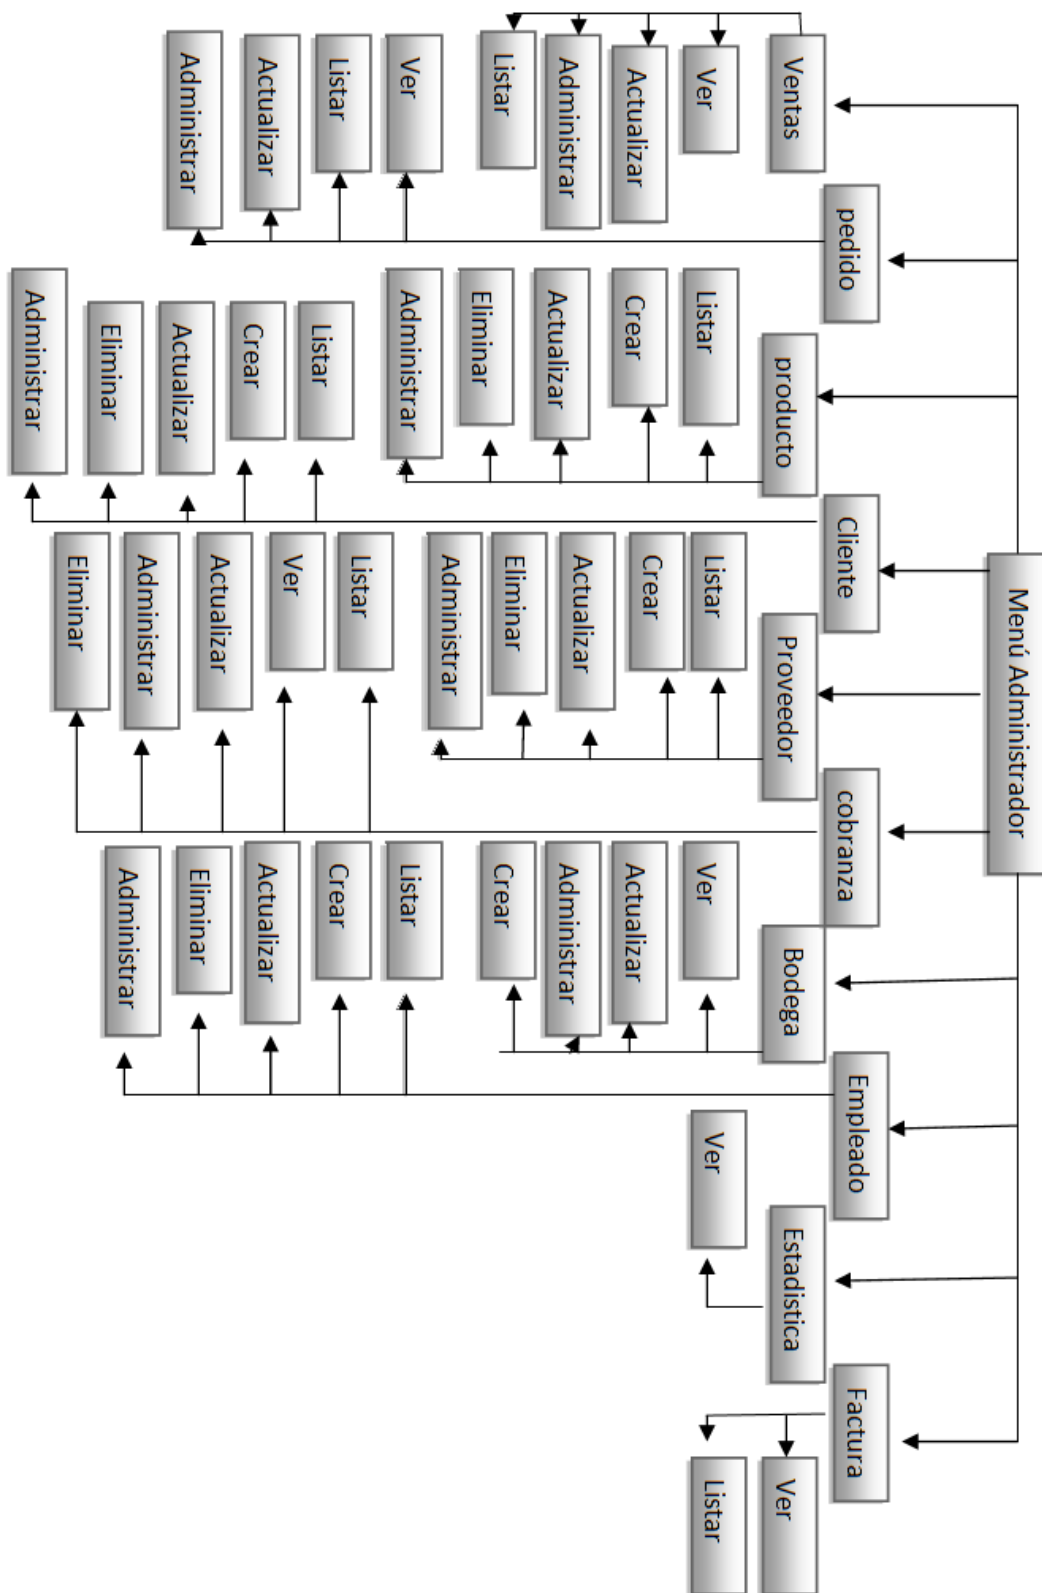 Menú Administrador
Ventas
Ver
Actualizar
Administrar
Listar
pedido
Ver
Listar
Actualizar
Administrar
producto
Listar
Crear
Actualizar
Eliminar
Administrar
Cliente
Listar
Crear
Actualizar
Eliminar
Administrar
Proveedor
Listar
Crear
Actualizar
Eliminar
Administrar
cobranza
Listar
Ver
Actualizar
Administrar
Eliminar
Bodega
Ver
Actualizar
Administrar
Crear
Empleado
Listar
Crear
Actualizar
Eliminar
Administrar
Estadistica
Ver
Factura
Ver
Listar